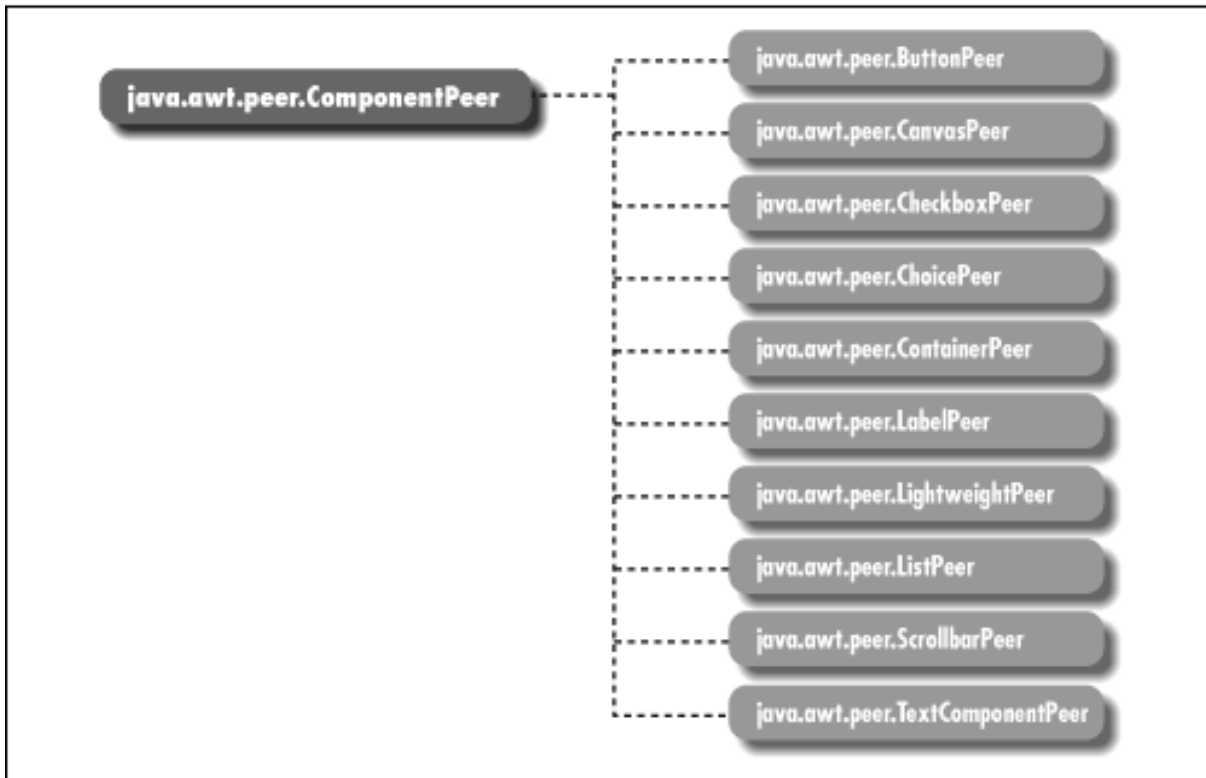 java.awt.peer.ComponentPeer
java.awt.peer.ButtonPeer
java.awt.peer.CanvasPeer
java.awt.peer.CheckboxPeer
java.awt.peer.ChoicePeer
java.awt.peer.ContainerPeer
java.awt.peer.LabelPeer
java.awt.peer.LightweightPeer
java.awt.peer.ListPeer
java.awt.peer.ScrollbarPeer
java.awt.peer.TextComponentPeer